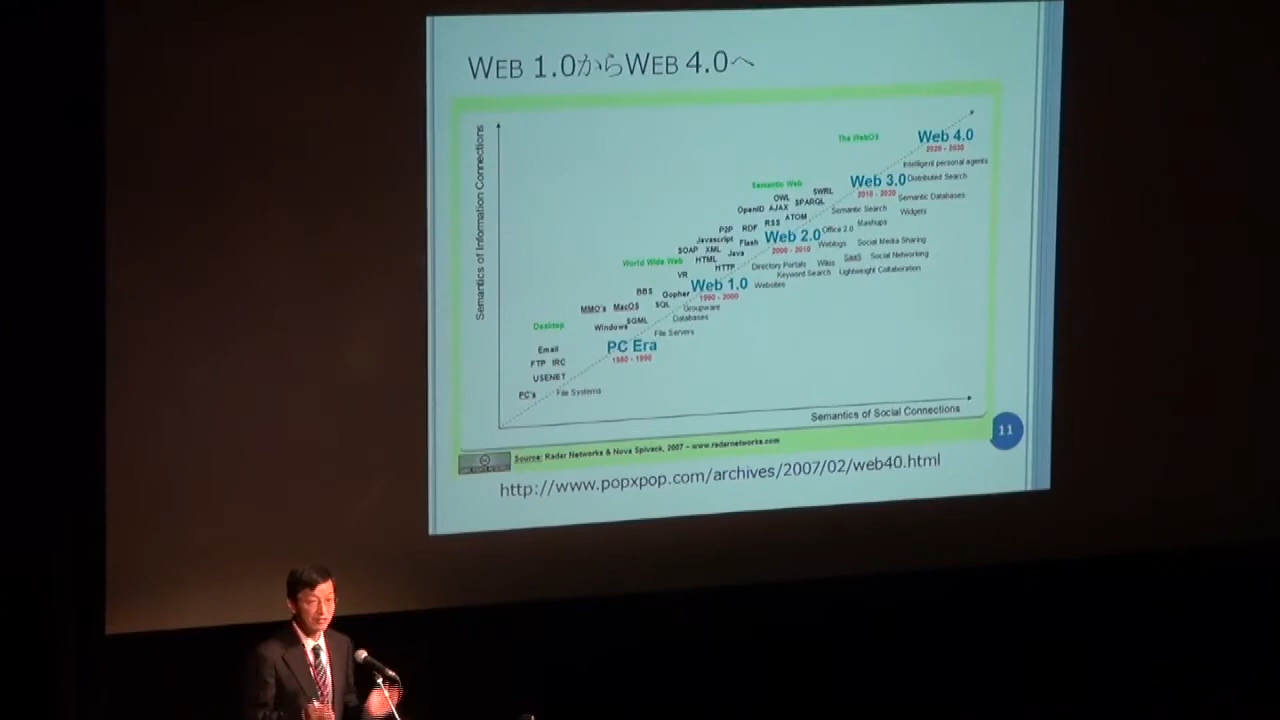 WEB 1.0からWEB 4.0へ
Semantics of Information Connections
The WebOS
Web 4.0
2020 - 2030
Intelligent personal agents
Semantic Web
SWRL
Web 3.0
2010 - 2020
Distributed Search
OWL
SPARQL
Semantic Databases
OpenID AJAX
ATOM
Semantic Search
Widgets
P2P RDF RSS
Office 2.0
Mashups
Javascript Flash
Web 2.0
2000 - 2010
Weblogs
Social Media Sharing
SOAP XML
Java
HTML
SaaS
Social Networking
World Wide Web
HTTP
Directory Portals
Wikis
Keyword Search
Lightweight Collaboration
VR
Web 1.0
1990 - 2000
Websites
BBS
Gopher
MMO's MacOS
SQL
Groupware
SGML
Databases
Desktop
Windows
File Servers
Email
PC Era
1980 - 1990
FTP IRC
USENET
PC's
File Systems
Semantics of Social Connections
11
Source: Radar Networks & Nova Spivack, 2007 – www.radarnetworks.com
http://www.popxpop.com/archives/2007/02/web40.html